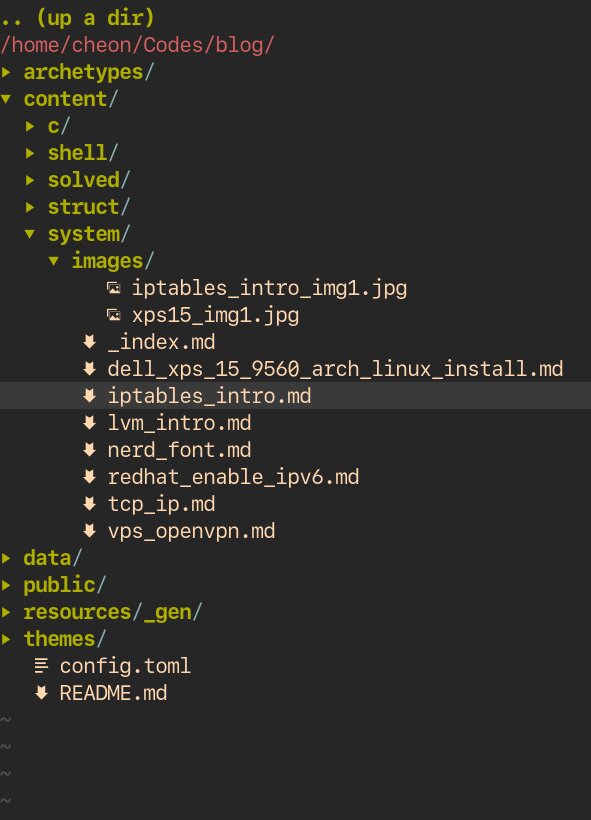 .. (up a dir)
/home/cheon/Codes/blog/
▸ archetypes/
▾ content/
▸ c/
▸ shell/
▸ solved/
▸ struct/
▾ system/
▾ images/
iptables_intro_img1.jpg
xps15_img1.jpg
_index.md
dell_xps_15_9560_arch_linux_install.md
iptables_intro.md
lvm_intro.md
nerd_font.md
redhat_enable_ipv6.md
tcp_ip.md
vps_openvpn.md
▸ data/
▸ public/
▸ resources/_gen/
▸ themes/
config.toml
README.md
~
~
~
~